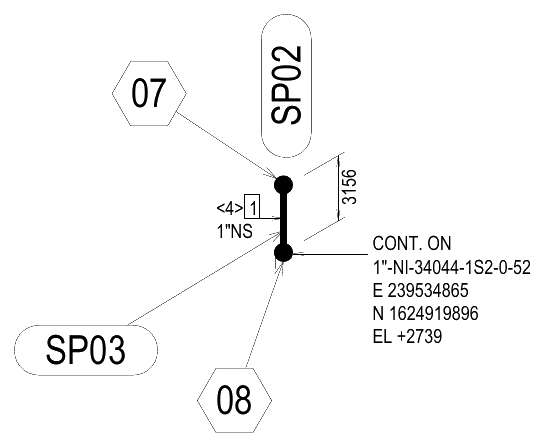 SP02
07
3156
<4> 1
1"NS
CONT. ON
1"-NI-34044-1S2-0-52
E 239534865
N 1624919896
EL +2739
SP03
08